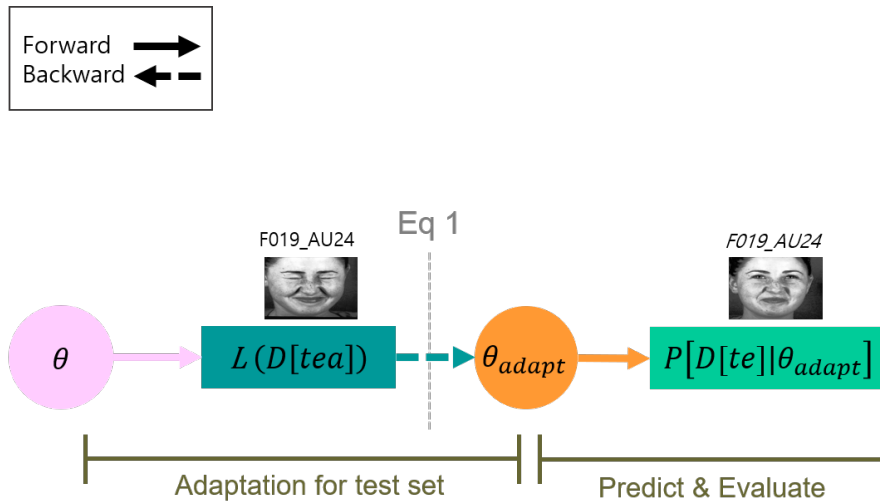 Forward
Backward
Eq 1
F019_AU24
F019_AU24
θ
L(D[tea])
θ_adapt
P[D[te]|θ_adapt]
Adaptation for test set
Predict & Evaluate